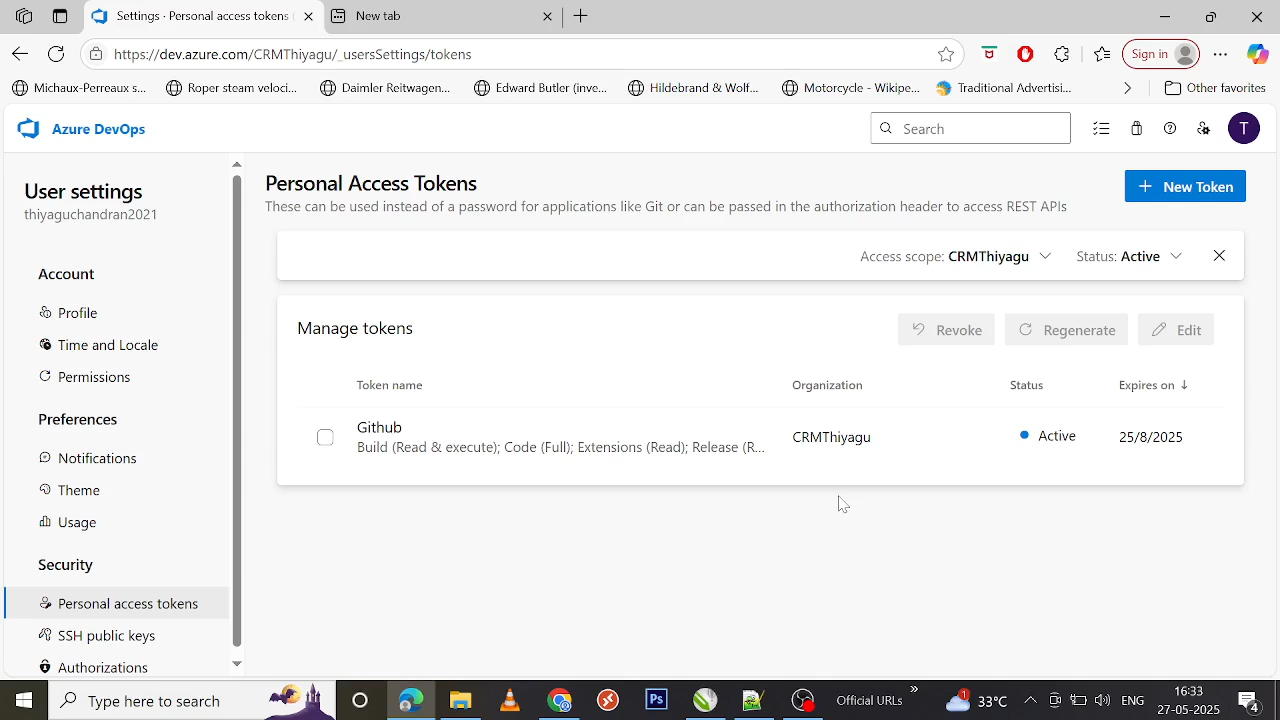 Settings - Personal access tokens
New tab
https://dev.azure.com/CRMThiyagu/_usersSettings/tokens
Sign in
Michaux-Perreaux s...
Roper steam veloci...
Daimler Reitwagen...
Edward Butler (inve...
Hildebrand & Wolf...
Motorcycle - Wikipe...
Traditional Advertisi...
Other favorites
Azure DevOps
Search
T
User settings
thiyaguchandran2021
Account
Profile
Time and Locale
Permissions
Preferences
Notifications
Theme
Usage
Security
Personal access tokens
SSH public keys
Authorizations
Personal Access Tokens
These can be used instead of a password for applications like Git or can be passed in the authorization header to access REST APIs
New Token
Access scope: CRMThiyagu
Status: Active
Manage tokens
Revoke
Regenerate
Edit
Token name
Organization
Status
Expires on ↓
Github
Build (Read & execute); Code (Full); Extensions (Read); Release (R...
CRMThiyagu
Active
25/8/2025
Type here to search
Ps
Official URLs
1
33°C
ENG
16:33
27-05-2025
4